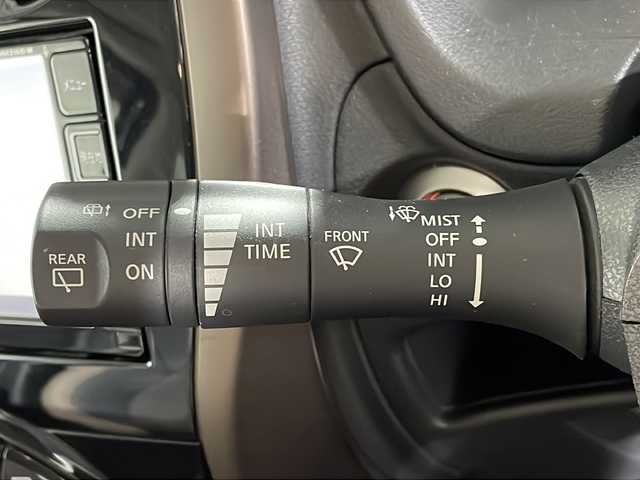 OFF
INT
ON
REAR
INT
TIME
FRONT
MIST
OFF
INT
LO
HI